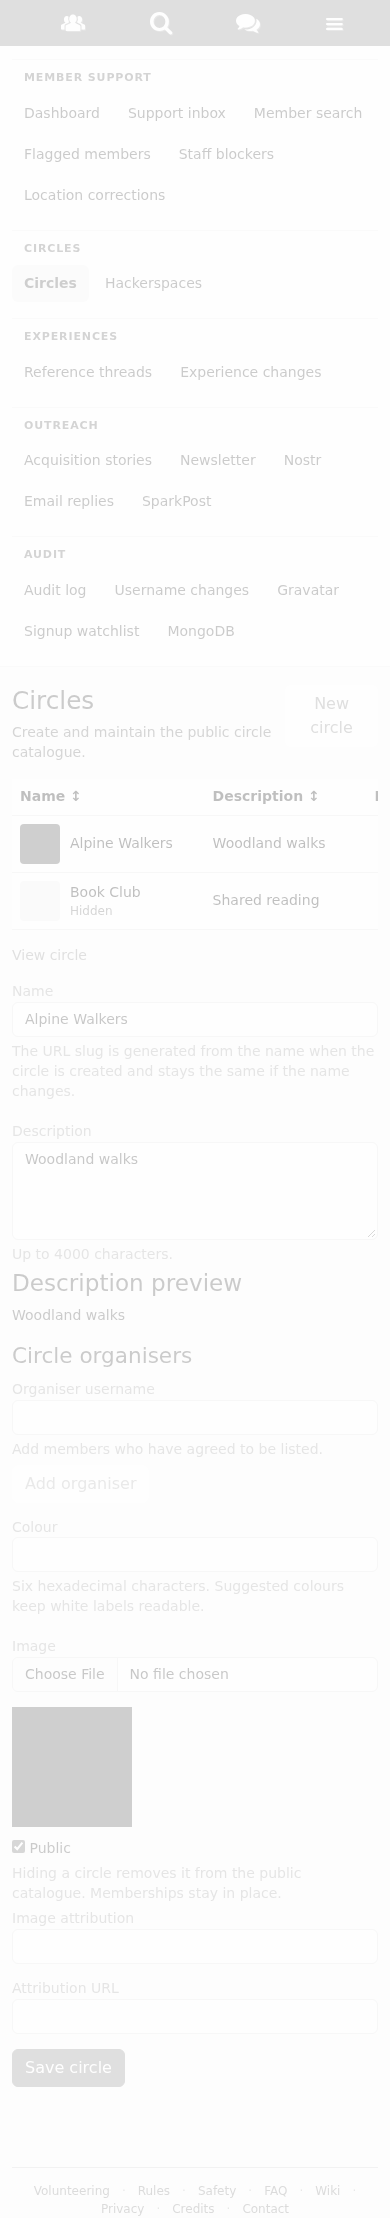 MEMBER SUPPORT
Dashboard Support inbox Member search
Flagged members Staff blockers
Location corrections
CIRCLES
Circles Hackerspaces
EXPERIENCES
Reference threads Experience changes
OUTREACH
Acquisition stories Newsletter Nostr
Email replies SparkPost
AUDIT
Audit log Username changes Gravatar
Signup watchlist MongoDB
Circles
New circle
Create and maintain the public circle
catalogue.
Name ↕ Description ↕
Alpine Walkers Woodland walks
Book Club
Hidden
Shared reading
View circle
Name
Alpine Walkers
The URL slug is generated from the name when the
circle is created and stays the same if the name
changes.
Description
Woodland walks
Up to 4000 characters.
Description preview
Woodland walks
Circle organisers
Organiser username
Add members who have agreed to be listed.
Add organiser
Colour
Six hexadecimal characters. Suggested colours
keep white labels readable.
Image
Choose File No file chosen
Public
Hiding a circle removes it from the public
catalogue. Memberships stay in place.
Image attribution
Attribution URL
Save circle
Volunteering · Rules · Safety · FAQ · Wiki ·
Privacy · Credits · Contact